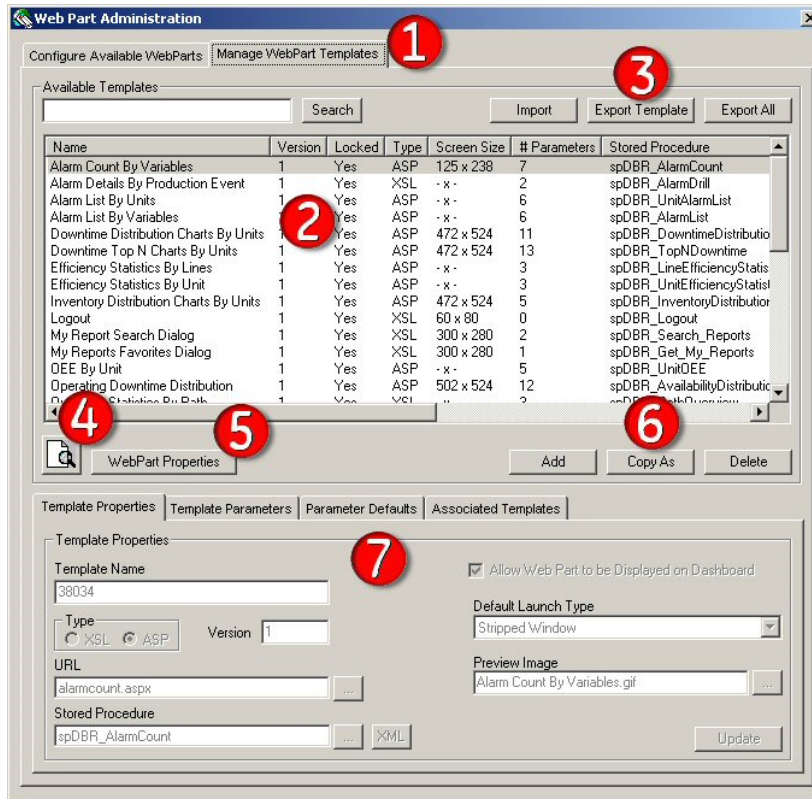 Web Part Administration
1
Configure Available WebParts Manage WebPart Templates
3
Available Templates
Search Import Export Template Export All
Name Version Locked Type Screen Size # Parameters Stored Procedure
Alarm Count By Variables 1 Yes ASP 125 x 238 7 spDBR_AlarmCount
Alarm Details By Production Event 1 Yes XSL - x - 2 spDBR_AlarmDrill
Alarm List By Units 1 Yes ASP - x - 6 spDBR_UnitAlarmList
Alarm List By Variables Yes ASP - x - 6 spDBR_AlarmList
2
Downtime Distribution Charts By Units 1 Yes ASP 472 x 524 11 spDBR_DowntimeDistributio
Downtime Top N Charts By Units 1 Yes ASP 472 x 524 13 spDBR_TopNDowntime
Efficiency Statistics By Lines 1 Yes ASP - x - 3 spDBR_LineEfficiencyStatis
Efficiency Statistics By Unit 1 Yes ASP - x - 3 spDBR_UnitEfficiencyStatist
Inventory Distribution Charts By Units 1 Yes ASP 472 x 524 5 spDBR_InventoryDistribution
Logout 1 Yes XSL 60 x 80 0 spDBR_Logout
My Report Search Dialog 1 Yes XSL 300 x 280 2 spDBR_Search_Reports
My Reports Favorites Dialog 1 Yes XSL 300 x 280 1 spDBR_Get_My_Reports
OEE By Unit 1 Yes ASP - x - 5 spDBR_UnitOEE
Operating Downtime Distribution 1 Yes ASP 502 x 524 12 spDBR_AvailabilityDistributic
Statistics By Path
4
5
6
WebPart Properties Add Copy As Delete
Template Properties Template Parameters Parameter Defaults Associated Templates
Template Properties
7
Template Name Allow Web Part to be Displayed on Dashboard
38034
Default Launch Type
Type
XSL ASP Version 1 Stripped Window
URL Preview Image
alarmcount.aspx ... Alarm Count By Variables.gif ...
Stored Procedure
spDBR_AlarmCount ... XML Update